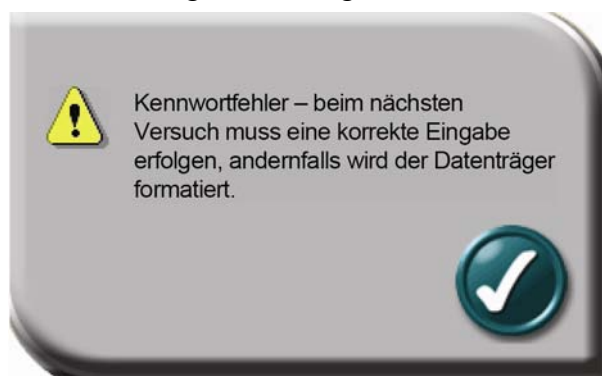 Kennwortfehler – beim nächsten
Versuch muss eine korrekte Eingabe
erfolgen, andernfalls wird der Datenträger
formatiert.